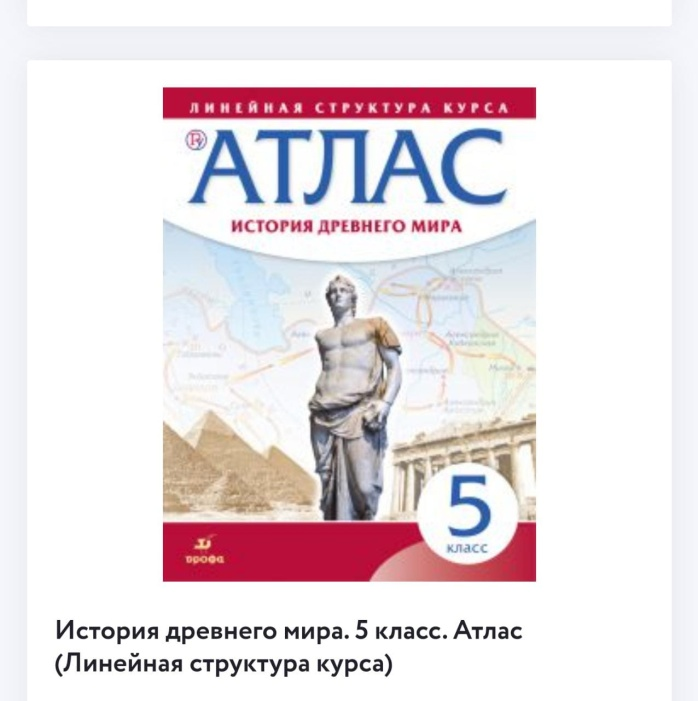 ЛИНЕЙНАЯ СТРУКТУРА КУРСА
АТЛАС
ИСТОРИЯ ДРЕВНЕГО МИРА
5
класс
дрофа
История древнего мира. 5 класс. Атлас
(Линейная структура курса)